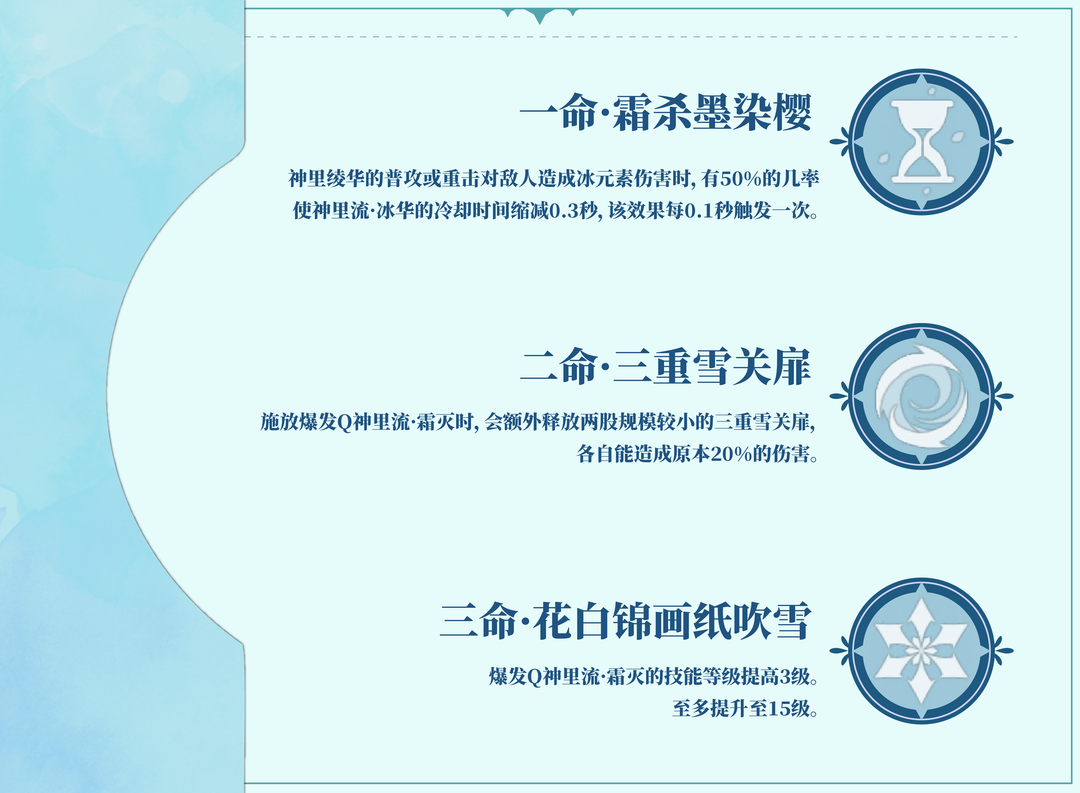 一命·霜杀墨染樱
神里绫华的普攻或重击对敌人造成冰元素伤害时, 有50%的几率
使神里流·冰华的冷却时间缩减0.3秒, 该效果每0.1秒触发一次。
二命·三重雪关扉
施放爆发Q神里流·霜灭时, 会额外释放两股规模较小的三重雪关扉,
各自能造成原本20%的伤害。
三命·花白锦画纸吹雪
爆发Q神里流·霜灭的技能等级提高3级。
至多提升至15级。